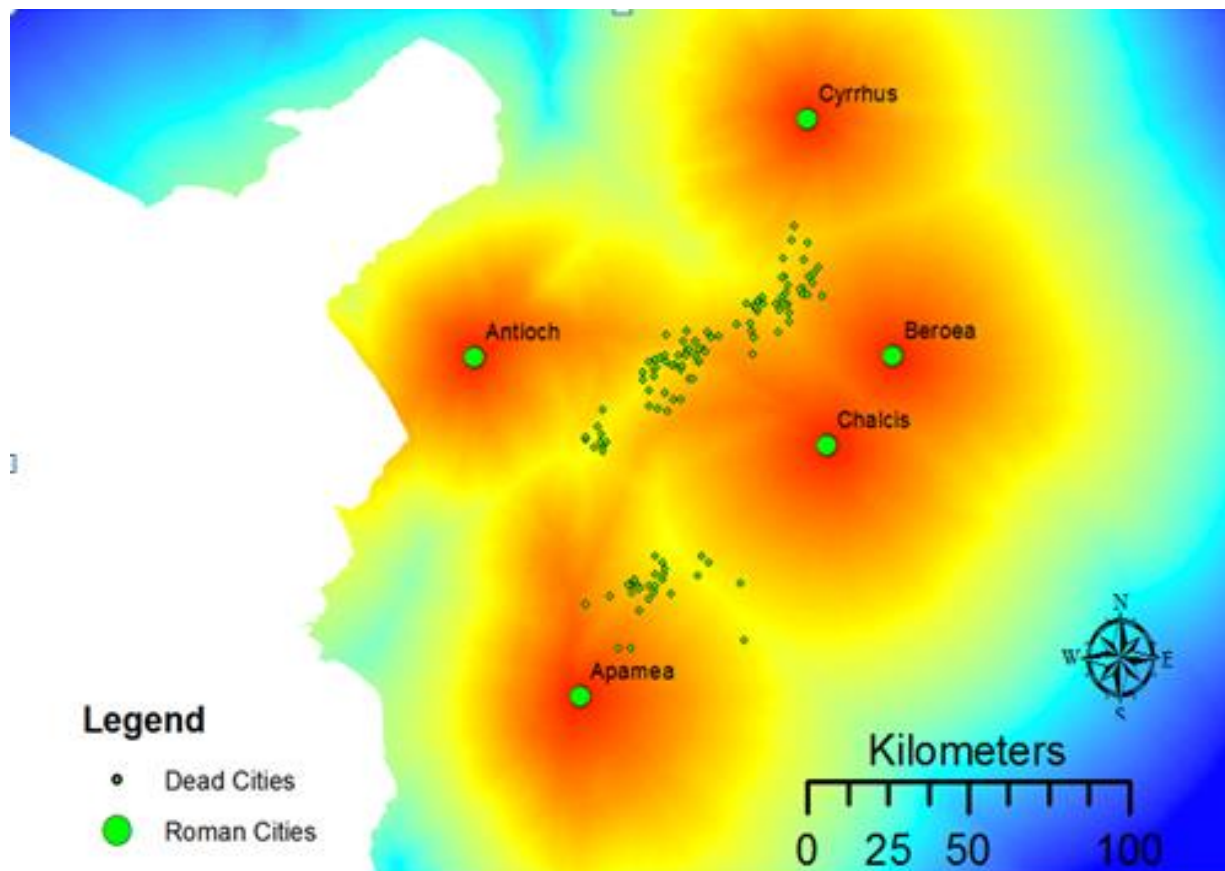 Cyrrhus
Antioch
Beroea
Chalcis
Apamea
N
W E
S
Legend
Dead Cities
Roman Cities
Kilometers
0 25 50 100